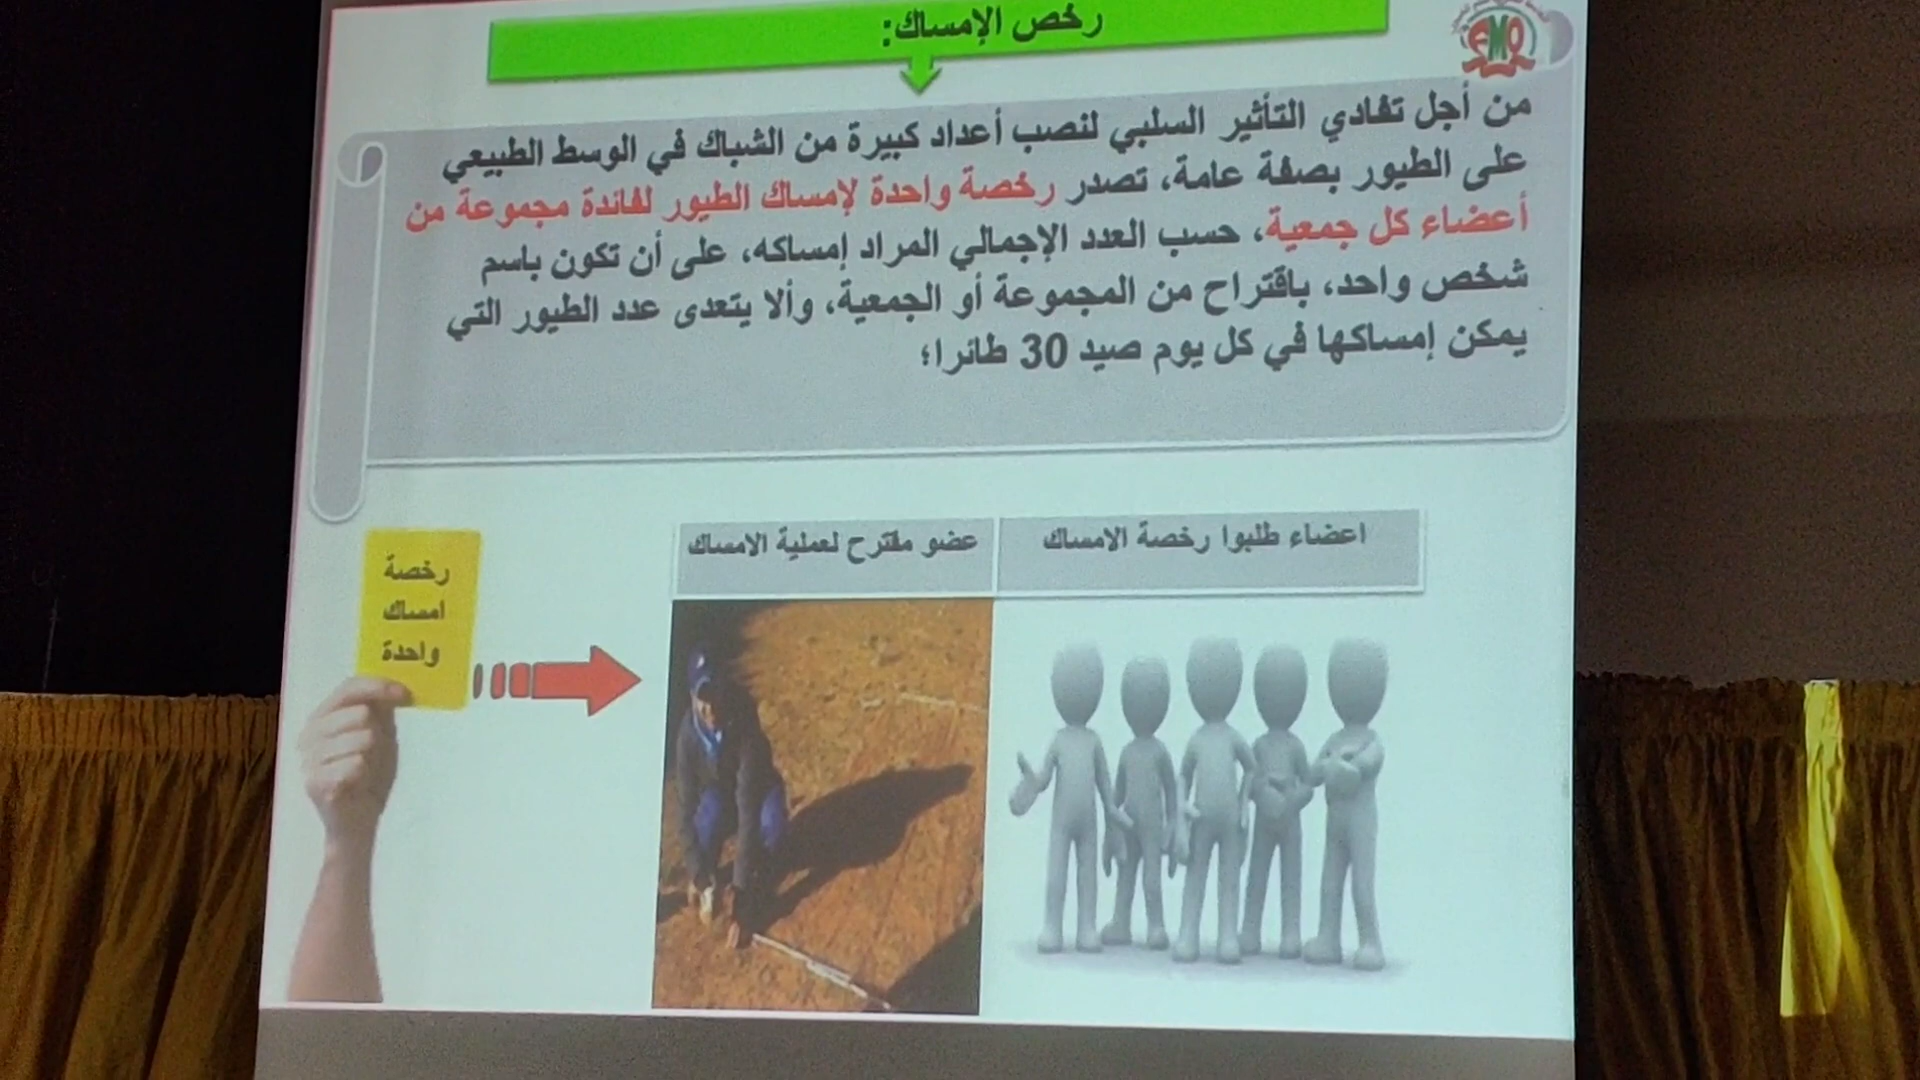 رخص الإمساك:
FMO
من أجل تفادي التأثير السلبي لنصب أعداد كبيرة من الشباك في الوسط الطبيعي
على الطيور بصفة عامة، تصدر رخصة واحدة لإمساك الطيور لفائدة مجموعة من
أعضاء كل جمعية، حسب العدد الإجمالي المراد إمساكه، على أن تكون باسم
شخص واحد، باقتراح من المجموعة أو الجمعية، وألا يتعدى عدد الطيور التي
يمكن إمساكها في كل يوم صيد 30 طائرا؛
اعضاء طلبوا رخصة الامساك
عضو مقترح لعملية الامساك
رخصة
امساك
واحدة